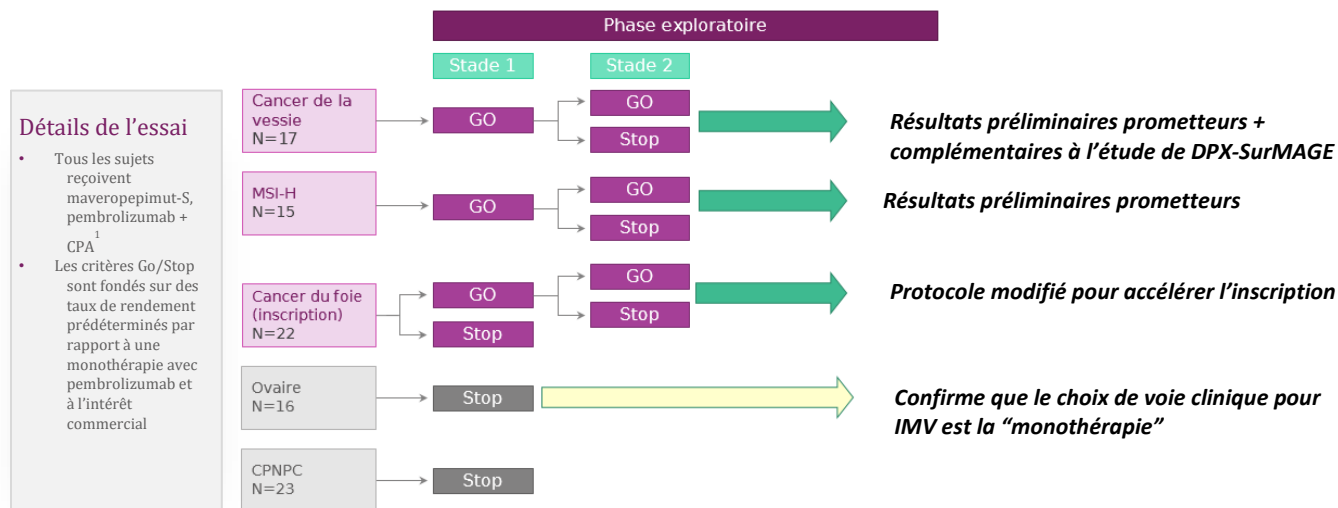 Phase exploratoire
Stade 1
Stade 2
Détails de l’essai
• Tous les sujets
reçoivent
maveropepimut-S,
pembrolizumab +
CPA1
• Les critères Go/Stop
sont fondés sur des
taux de rendement
prédéterminés par
rapport à une
monothérapie avec
pembrolizumab et
à l’intérêt
commercial
Cancer de la
vessie
N=17
GO
GO
Stop
Résultats préliminaires prometteurs +
complémentaires à l’étude de DPX-SurMAGE
MSI-H
N=15
GO
GO
Stop
Résultats préliminaires prometteurs
Cancer du foie
(inscription)
N=22
GO
Stop
GO
Stop
Protocole modifié pour accélérer l’inscription
Ovaire
N=16
Stop
Confirme que le choix de voie clinique pour
IMV est la “monothérapie”
CPNPC
N=23
Stop